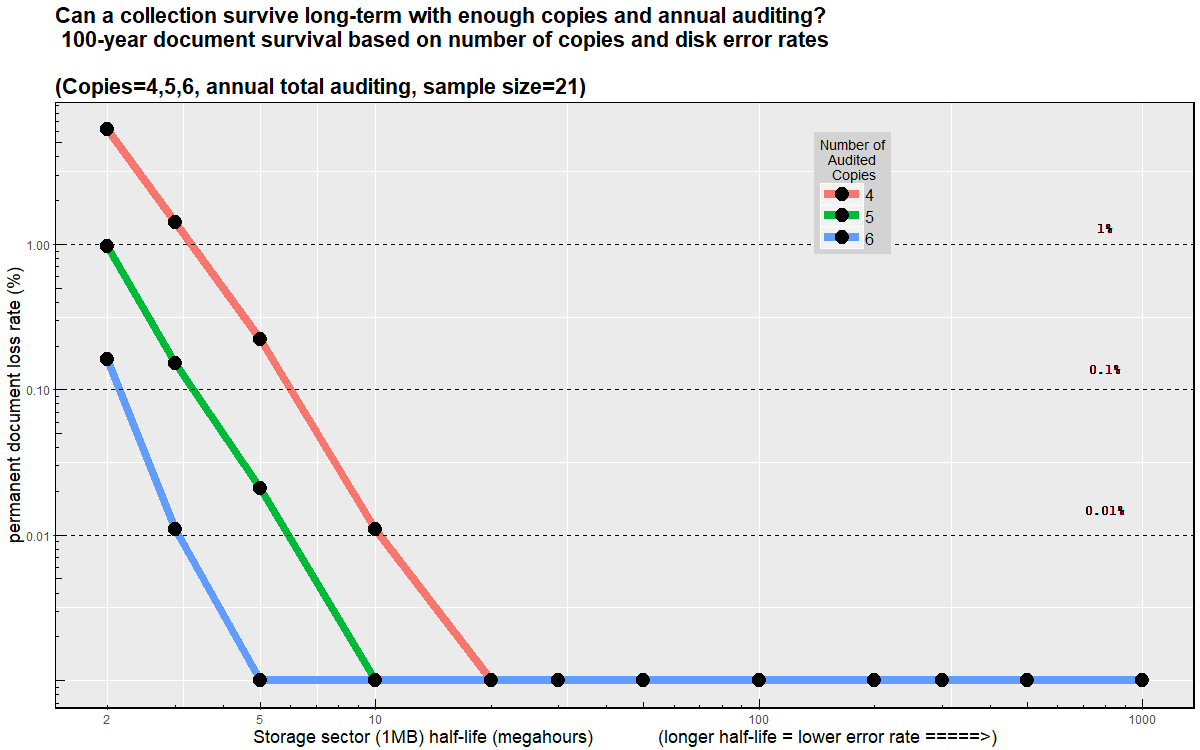 Can a collection survive long-term with enough copies and annual auditing?
100-year document survival based on number of copies and disk error rates
(Copies=4,5,6, annual total auditing, sample size=21)
Number of
Audited
Copies
4
5
6
1%
0.1%
0.01%
permanent document loss rate (%)
1.00
0.10
0.01
2
5
10
100
1000
Storage sector (1MB) half-life (megahours) (longer half-life = lower error rate =====>)